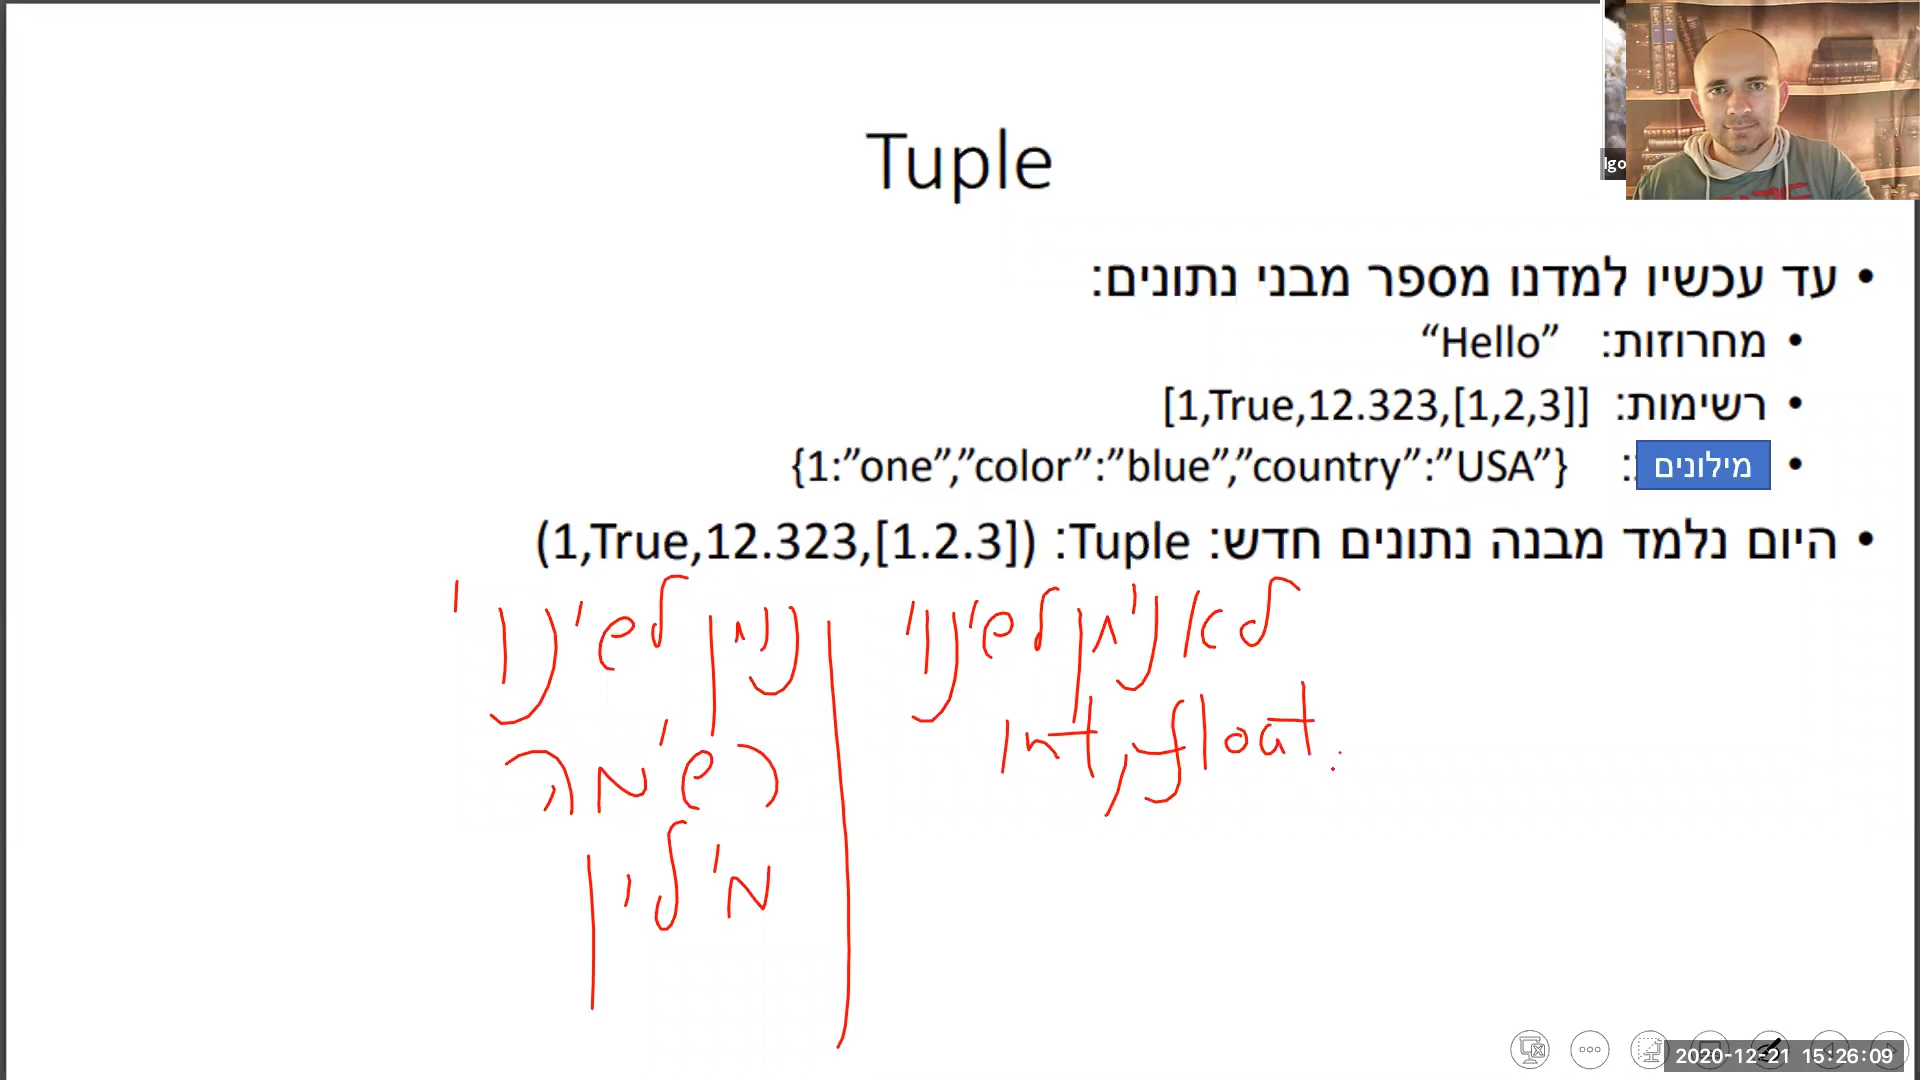 Igo
Tuple
• עד עכשיו למדנו מספר מבני נתונים:
• מחרוזות: “Hello”
• רשימות: [1,True,12.323,[1,2,3]]
• מילונים: {1:”one”,”color”:”blue”,”country”:”USA”}
• היום נלמד מבנה נתונים חדש: Tuple: (1,True,12.323,[1.2.3])
לא ניתן לשינוי
Int, float.
ניתן לשינוי
רשימה
מילון
2020-12-21 15:26:09